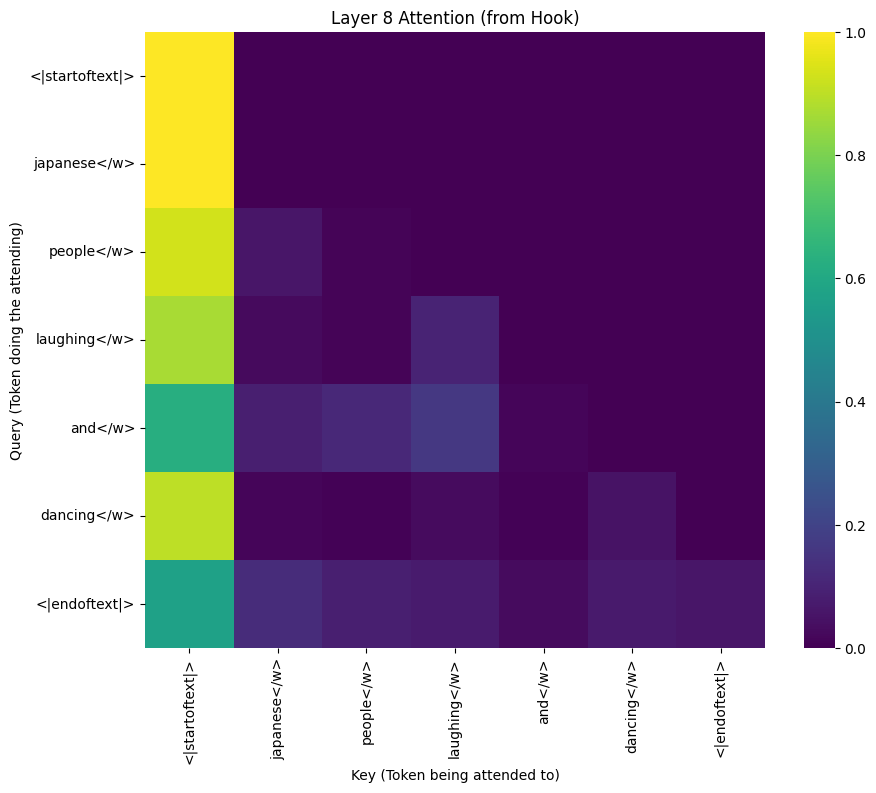 Layer 8 Attention (from Hook)
Query (Token doing the attending)
<|startoftext|>
japanese</w>
people</w>
laughing</w>
and</w>
dancing</w>
<|endoftext|>
<|startoftext|>
japanese</w>
people</w>
laughing</w>
and</w>
dancing</w>
<|endoftext|>
Key (Token being attended to)
1.0
0.8
0.6
0.4
0.2
0.0